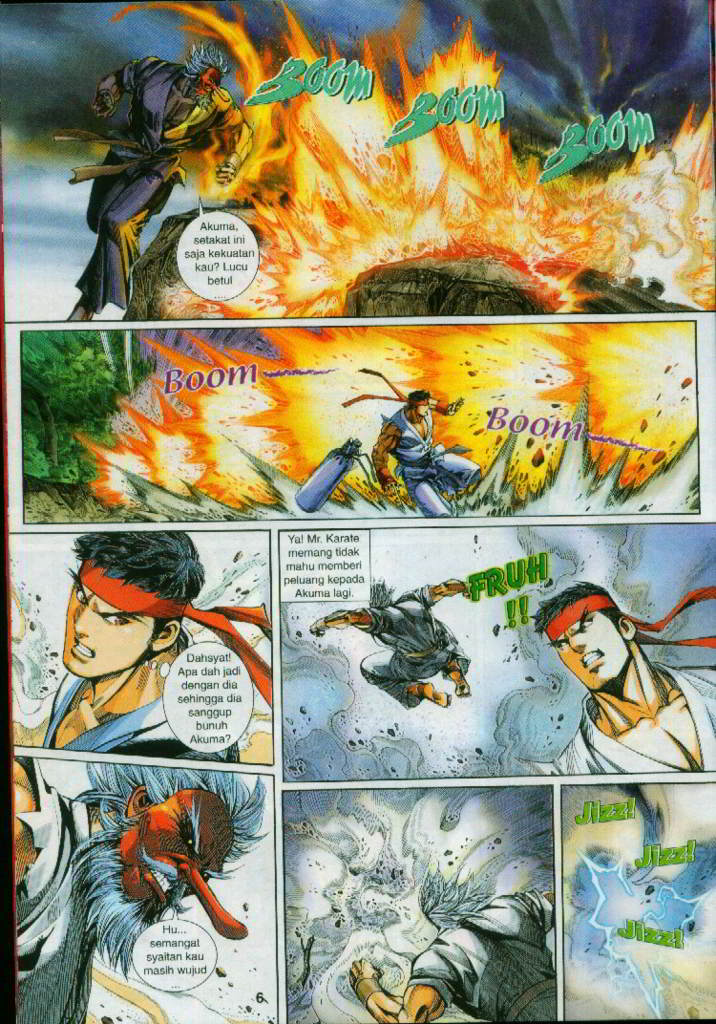 BOOM
BOOM
BOOM
Akuma,
setakat ini
saja kekuatan
kau? Lucu
betul
....
BOOM
BOOM
Dahsyat!
Apa dah jadi
dengan dia
sehingga dia
sanggup
bunuh
Akuma?
Ya! Mr. Karate
memang tidak
mahu memberi
peluang kepada
Akuma lagi.
FRUH
!!
Hu...
semangat
syaitan kau
masih wujud
6
Jizz!
Jizz!
Jizz!